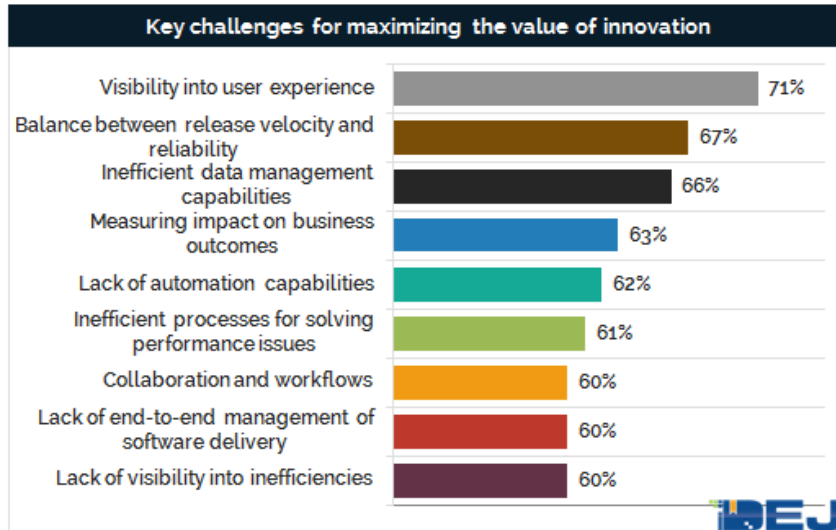 Key challenges for maximizing the value of innovation
Visibility into user experience
71%
Balance between release velocity and
reliability
67%
Inefficient data management
capabilities
66%
Measuring impact on business
outcomes
63%
Lack of automation capabilities
62%
Inefficient processes for solving
performance issues
61%
Collaboration and workflows
60%
Lack of end-to-end management of
software delivery
60%
Lack of visibility into inefficiencies
60%
DEJ